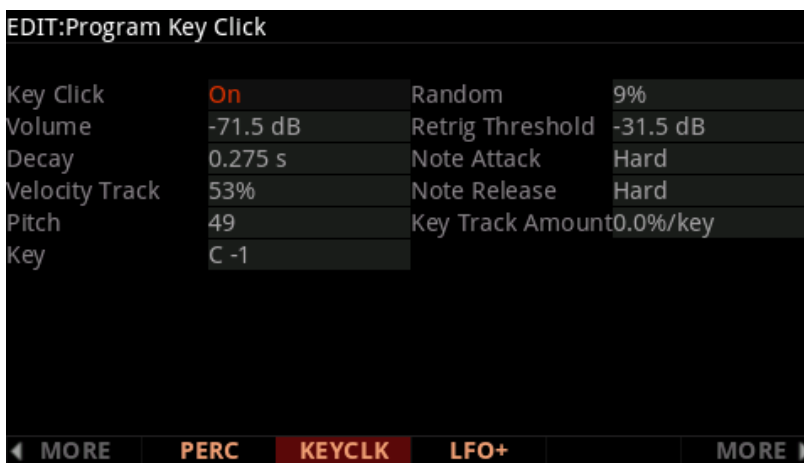 EDIT:Program Key Click
Key Click On Random 9%
Volume -71.5 dB Retrig Threshold -31.5 dB
Decay 0.275 s Note Attack Hard
Velocity Track 53% Note Release Hard
Pitch 49 Key Track Amount 0.0%/key
Key C -1
MORE PERC KEYCLK LFO+ MORE